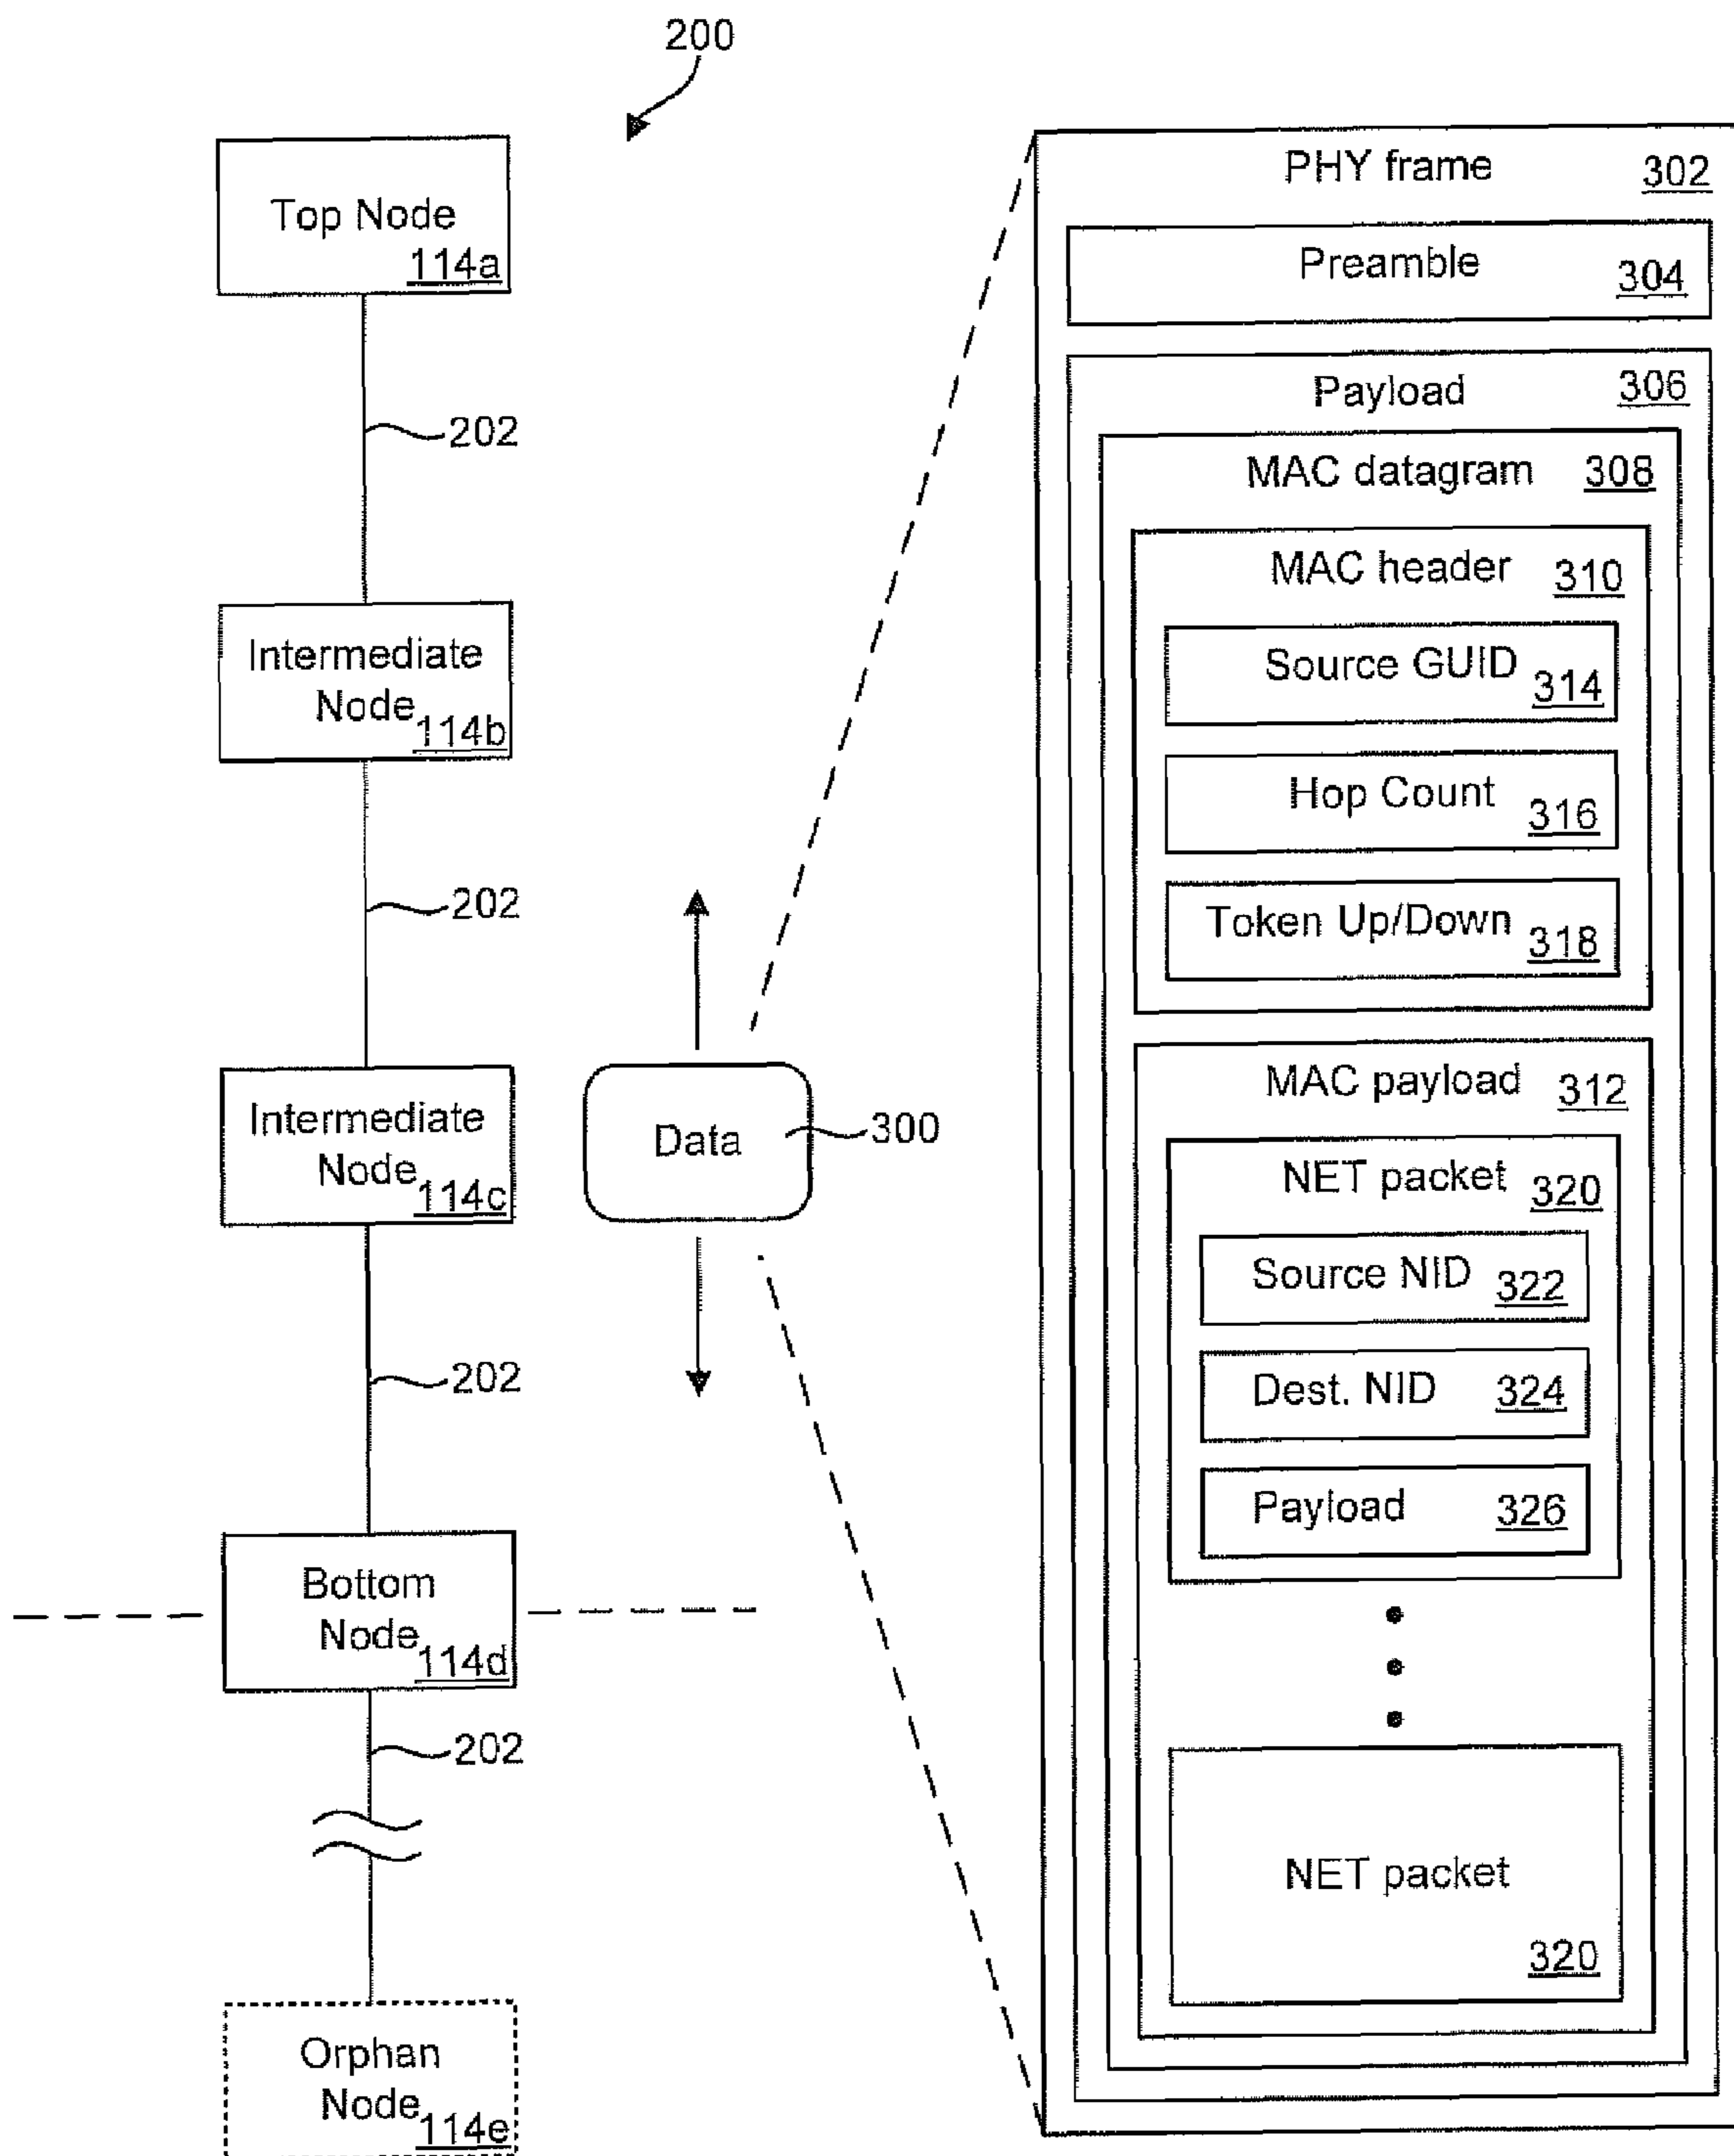 200
Top Node
114a
202
Intermediate
Node
114b
202
Intermediate
Node
114c
202
Bottom
Node
114d
202
Orphan
Node
114e
Data
300
PHY frame 302
Preamble 304
Payload 306
MAC datagram 308
MAC header 310
Source GUID 314
Hop Count 316
Token Up/Down 318
MAC payload 312
NET packet 320
Source NID 322
Dest. NID 324
Payload 326
NET packet
320